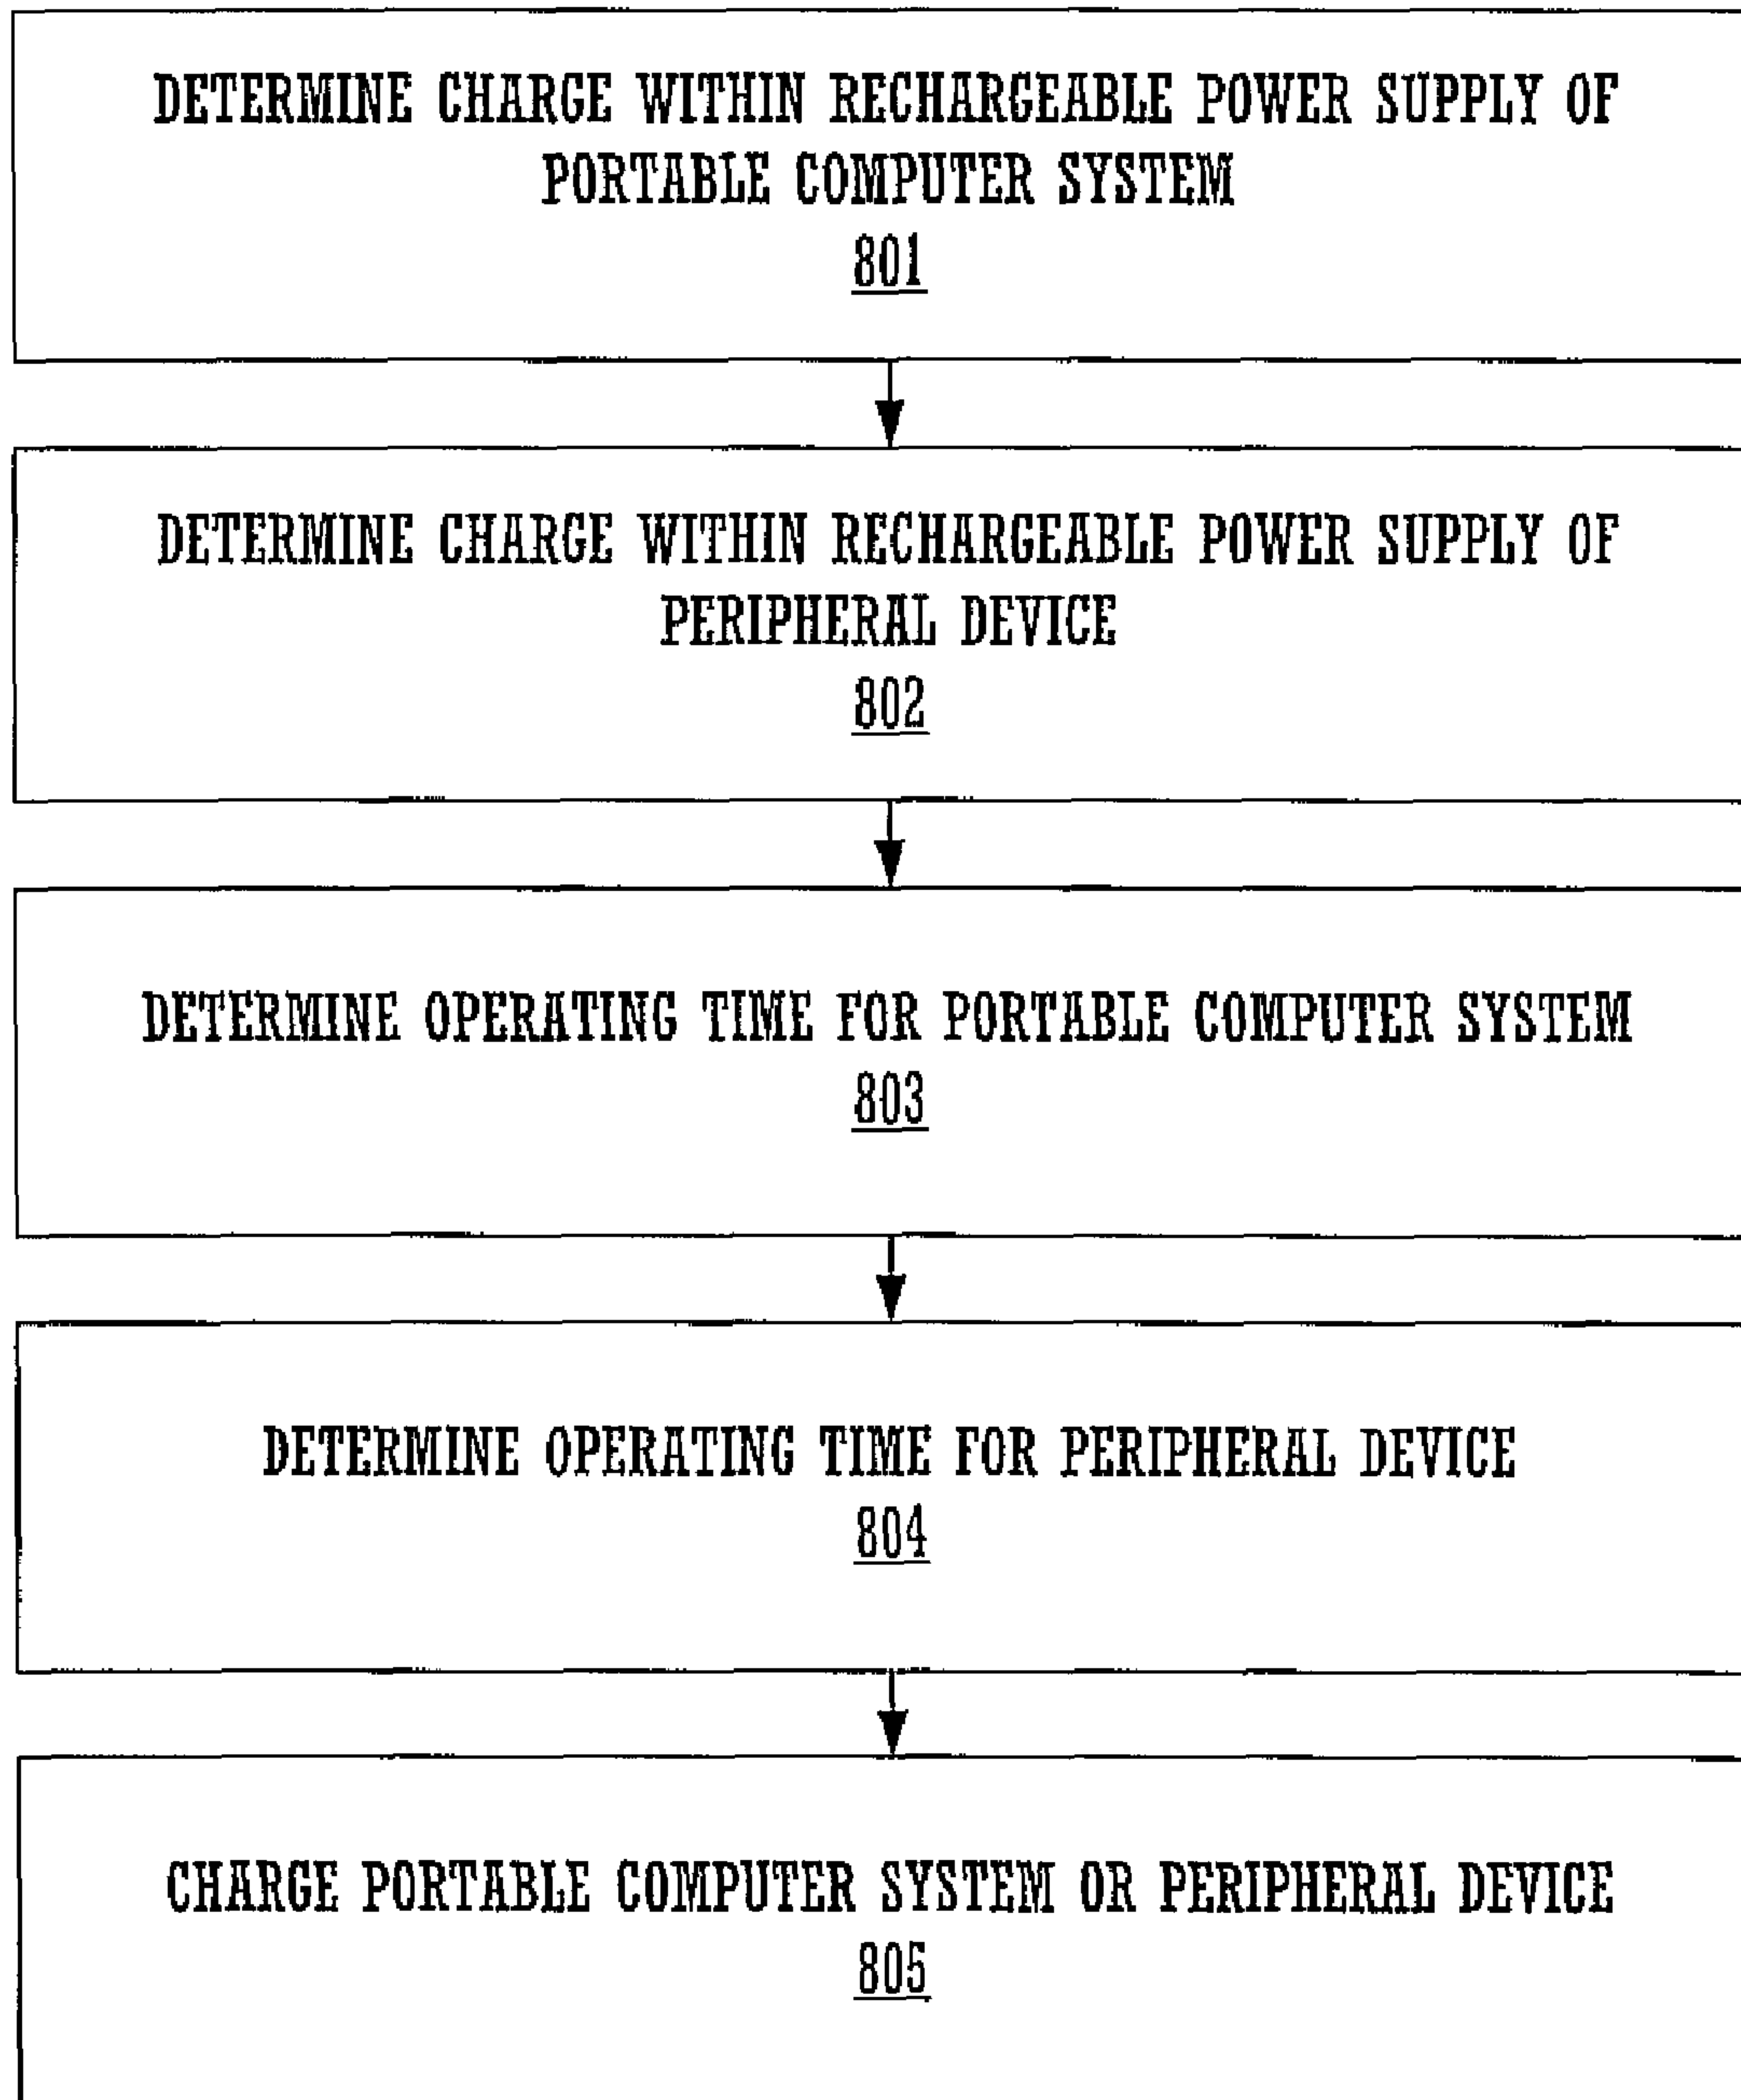 DETERMINE CHARGE WITHIN RECHARGEABLE POWER SUPPLY OF
PORTABLE COMPUTER SYSTEM
801
DETERMINE CHARGE WITHIN RECHARGEABLE POWER SUPPLY OF
PERIPHERAL DEVICE
802
DETERMINE OPERATING TIME FOR PORTABLE COMPUTER SYSTEM
803
DETERMINE OPERATING TIME FOR PERIPHERAL DEVICE
804
CHARGE PORTABLE COMPUTER SYSTEM OR PERIPHERAL DEVICE
805